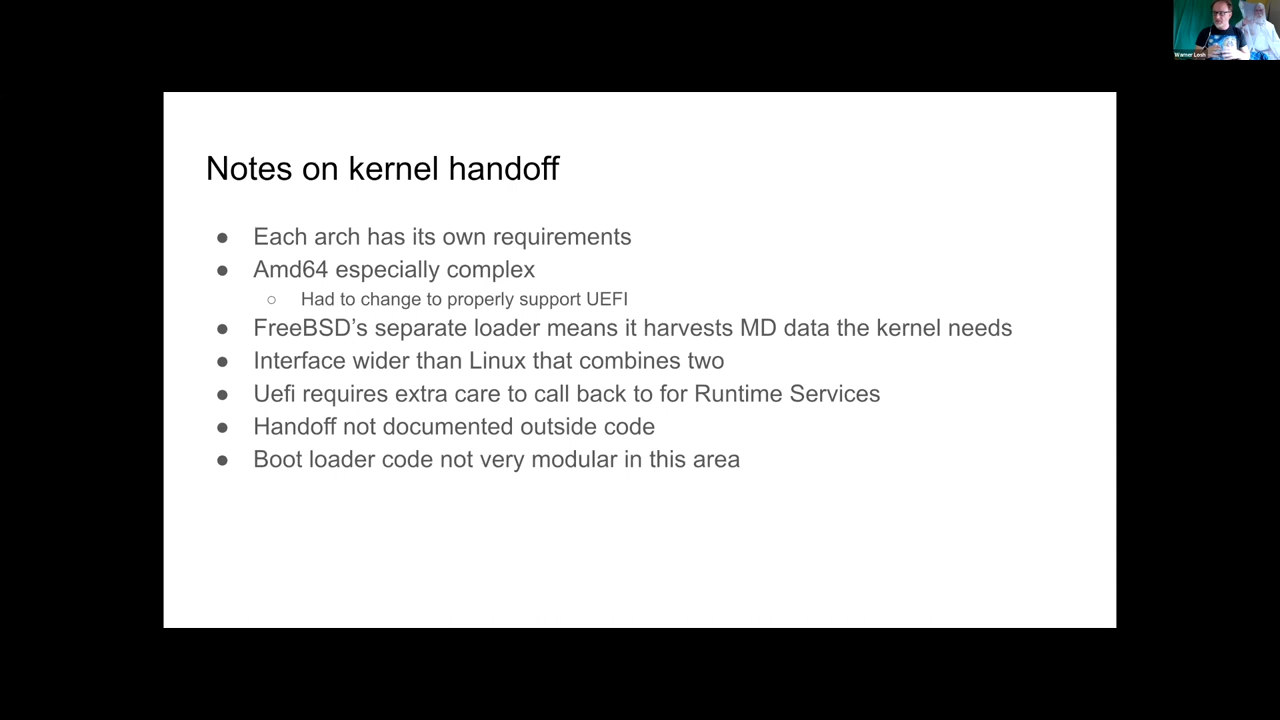 Warner Losh
Notes on kernel handoff
● Each arch has its own requirements
● Amd64 especially complex
○ Had to change to properly support UEFI
● FreeBSD’s separate loader means it harvests MD data the kernel needs
● Interface wider than Linux that combines two
● Uefi requires extra care to call back to for Runtime Services
● Handoff not documented outside code
● Boot loader code not very modular in this area